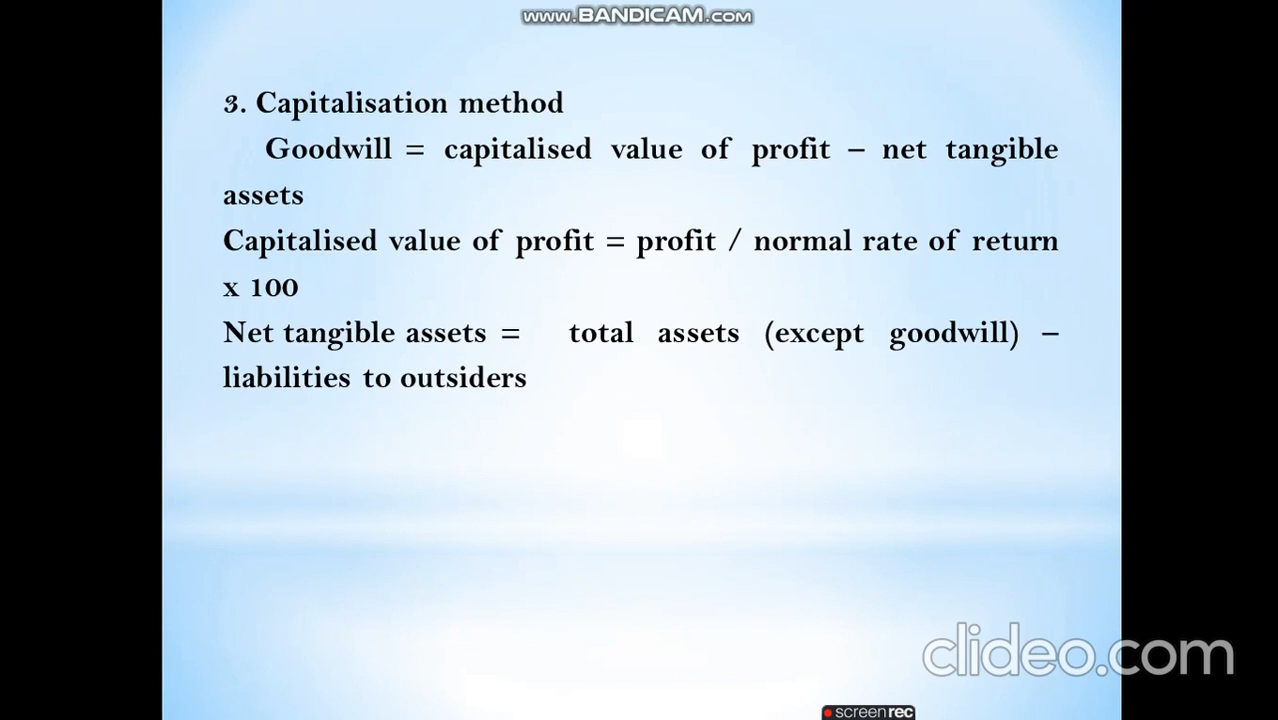 www.BANDICAM.com
3. Capitalisation method
Goodwill = capitalised value of profit – net tangible
assets
Capitalised value of profit = profit / normal rate of return
x 100
Net tangible assets = total assets (except goodwill) –
liabilities to outsiders
clideo.com
screenrec